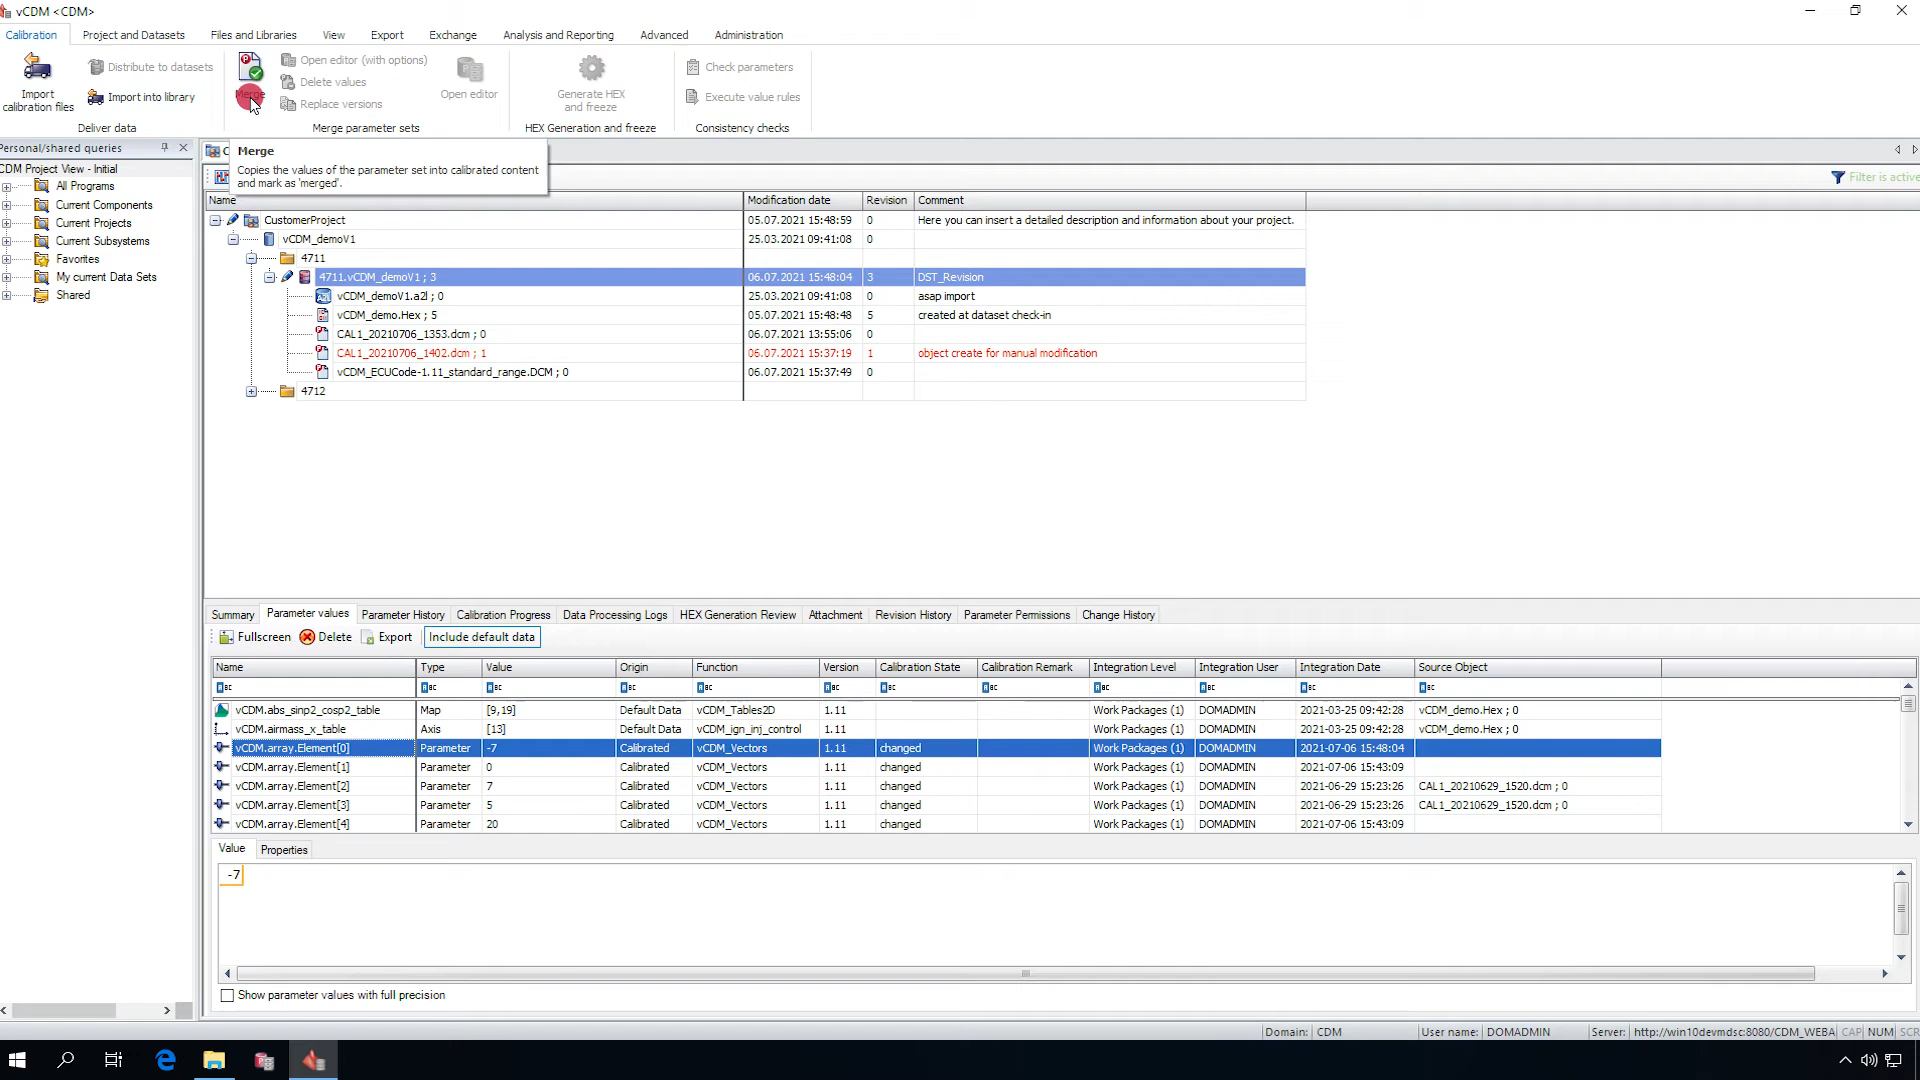 vCDM <CDM>
Calibration Project and Datasets Files and Libraries View Export Exchange Analysis and Reporting Advanced Administration
Import calibration files
Distribute to datasets
Import into library
Deliver data
Merge
Open editor (with options)
Delete values
Replace versions
Open editor
Merge parameter sets
Generate HEX and freeze
HEX Generation and freeze
Check parameters
Execute value rules
Consistency checks
Personal/shared queries
CDM Project View - Initial
All Programs
Current Components
Current Projects
Current Subsystems
Favorites
My current Data Sets
Shared
Merge
Copies the values of the parameter set into calibrated content
and mark as 'merged'.
Filter is active
Name Modification date Revision Comment
CustomerProject 05.07.2021 15:48:59 0 Here you can insert a detailed description and information about your project.
vCDM_demoV1 25.03.2021 09:41:08 0
4711
4711.vCDM_demoV1 ; 3 06.07.2021 15:48:04 3 DST_Revision
vCDM_demoV1.a2l ; 0 25.03.2021 09:41:08 0 asap import
vCDM_demo.Hex ; 5 05.07.2021 15:48:48 5 created at dataset check-in
CAL1_20210706_1353.dcm ; 0 06.07.2021 13:55:06 0
CAL1_20210706_1402.dcm ; 1 06.07.2021 15:37:19 1 object create for manual modification
vCDM_ECUCode-1.11_standard_range.DCM ; 0 06.07.2021 15:37:49 0
4712
Summary Parameter values Parameter History Calibration Progress Data Processing Logs HEX Generation Review Attachment Revision History Parameter Permissions Change History
Fullscreen Delete Export Include default data
Name Type Value Origin Function Version Calibration State Calibration Remark Integration Level Integration User Integration Date Source Object
vCDM.abs_sinp2_cosp2_table Map [9,19] Default Data vCDM_Tables2D 1.11 Work Packages (1) DOMADMIN 2021-03-25 09:42:28 vCDM_demo.Hex ; 0
vCDM.airmass_x_table Axis [13] Default Data vCDM_ign_inj_control 1.11 Work Packages (1) DOMADMIN 2021-03-25 09:42:28 vCDM_demo.Hex ; 0
vCDM.array.Element[0] Parameter -7 Calibrated vCDM_Vectors 1.11 changed Work Packages (1) DOMADMIN 2021-07-06 15:48:04
vCDM.array.Element[1] Parameter 0 Calibrated vCDM_Vectors 1.11 changed Work Packages (1) DOMADMIN 2021-07-06 15:43:09
vCDM.array.Element[2] Parameter 7 Calibrated vCDM_Vectors 1.11 changed Work Packages (1) DOMADMIN 2021-06-29 15:23:26 CAL1_20210629_1520.dcm ; 0
vCDM.array.Element[3] Parameter 5 Calibrated vCDM_Vectors 1.11 changed Work Packages (1) DOMADMIN 2021-06-29 15:23:26 CAL1_20210629_1520.dcm ; 0
vCDM.array.Element[4] Parameter 20 Calibrated vCDM_Vectors 1.11 changed Work Packages (1) DOMADMIN 2021-07-06 15:43:09
Value Properties
-7
Show parameter values with full precision
Domain: CDM User name: DOMADMIN Server: http://win10devmdsc:8080/CDM_WEBA CAP NUM SCR